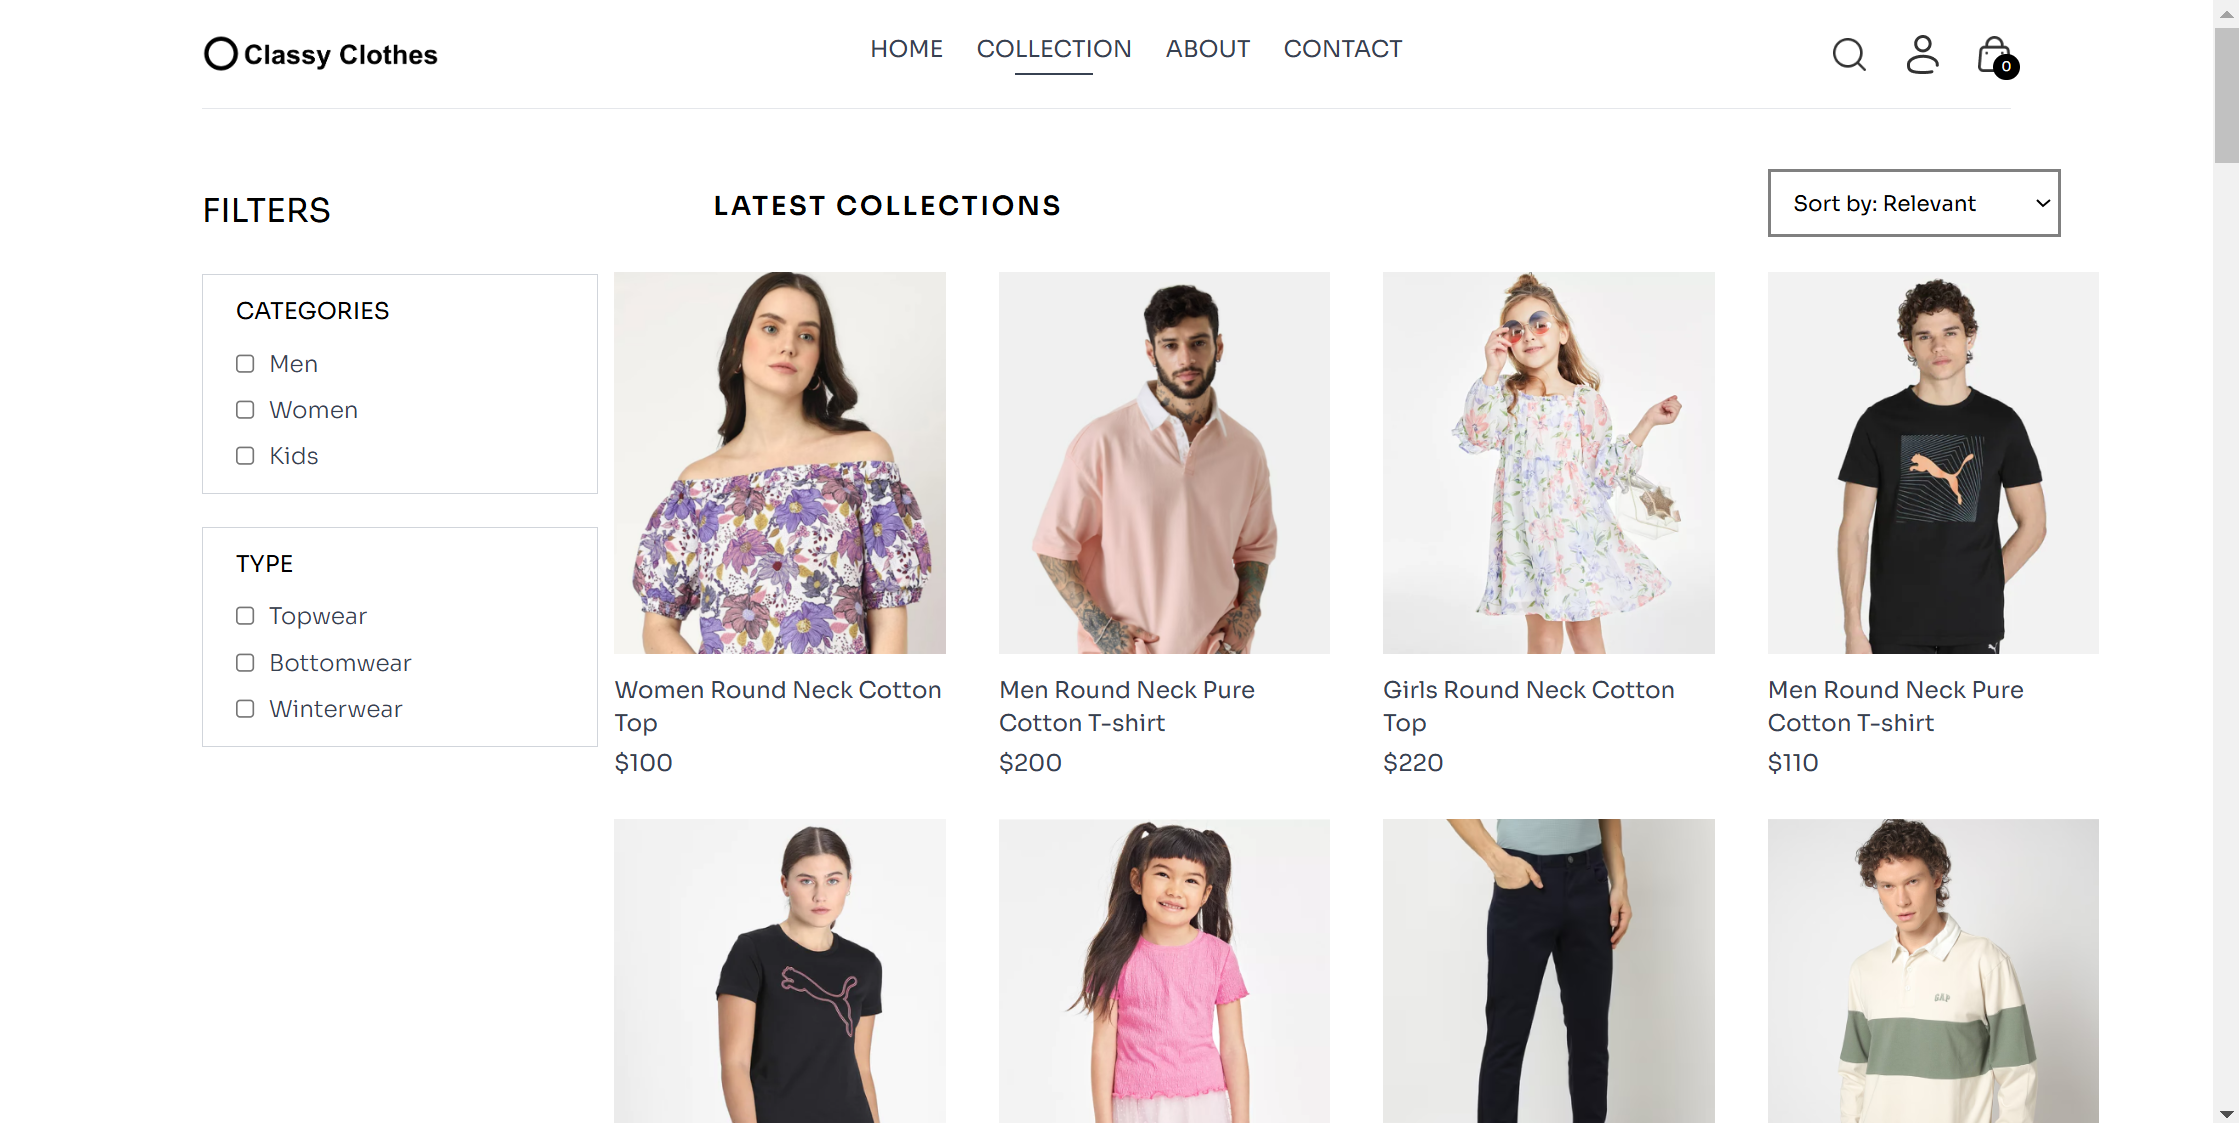 Classy Clothes
HOME COLLECTION ABOUT CONTACT
0
FILTERS
LATEST COLLECTIONS
Sort by: Relevant
CATEGORIES
Men
Women
Kids
TYPE
Topwear
Bottomwear
Winterwear
Women Round Neck Cotton
Top
$100
Men Round Neck Pure
Cotton T-shirt
$200
Girls Round Neck Cotton
Top
$220
Men Round Neck Pure
Cotton T-shirt
$110
GAP